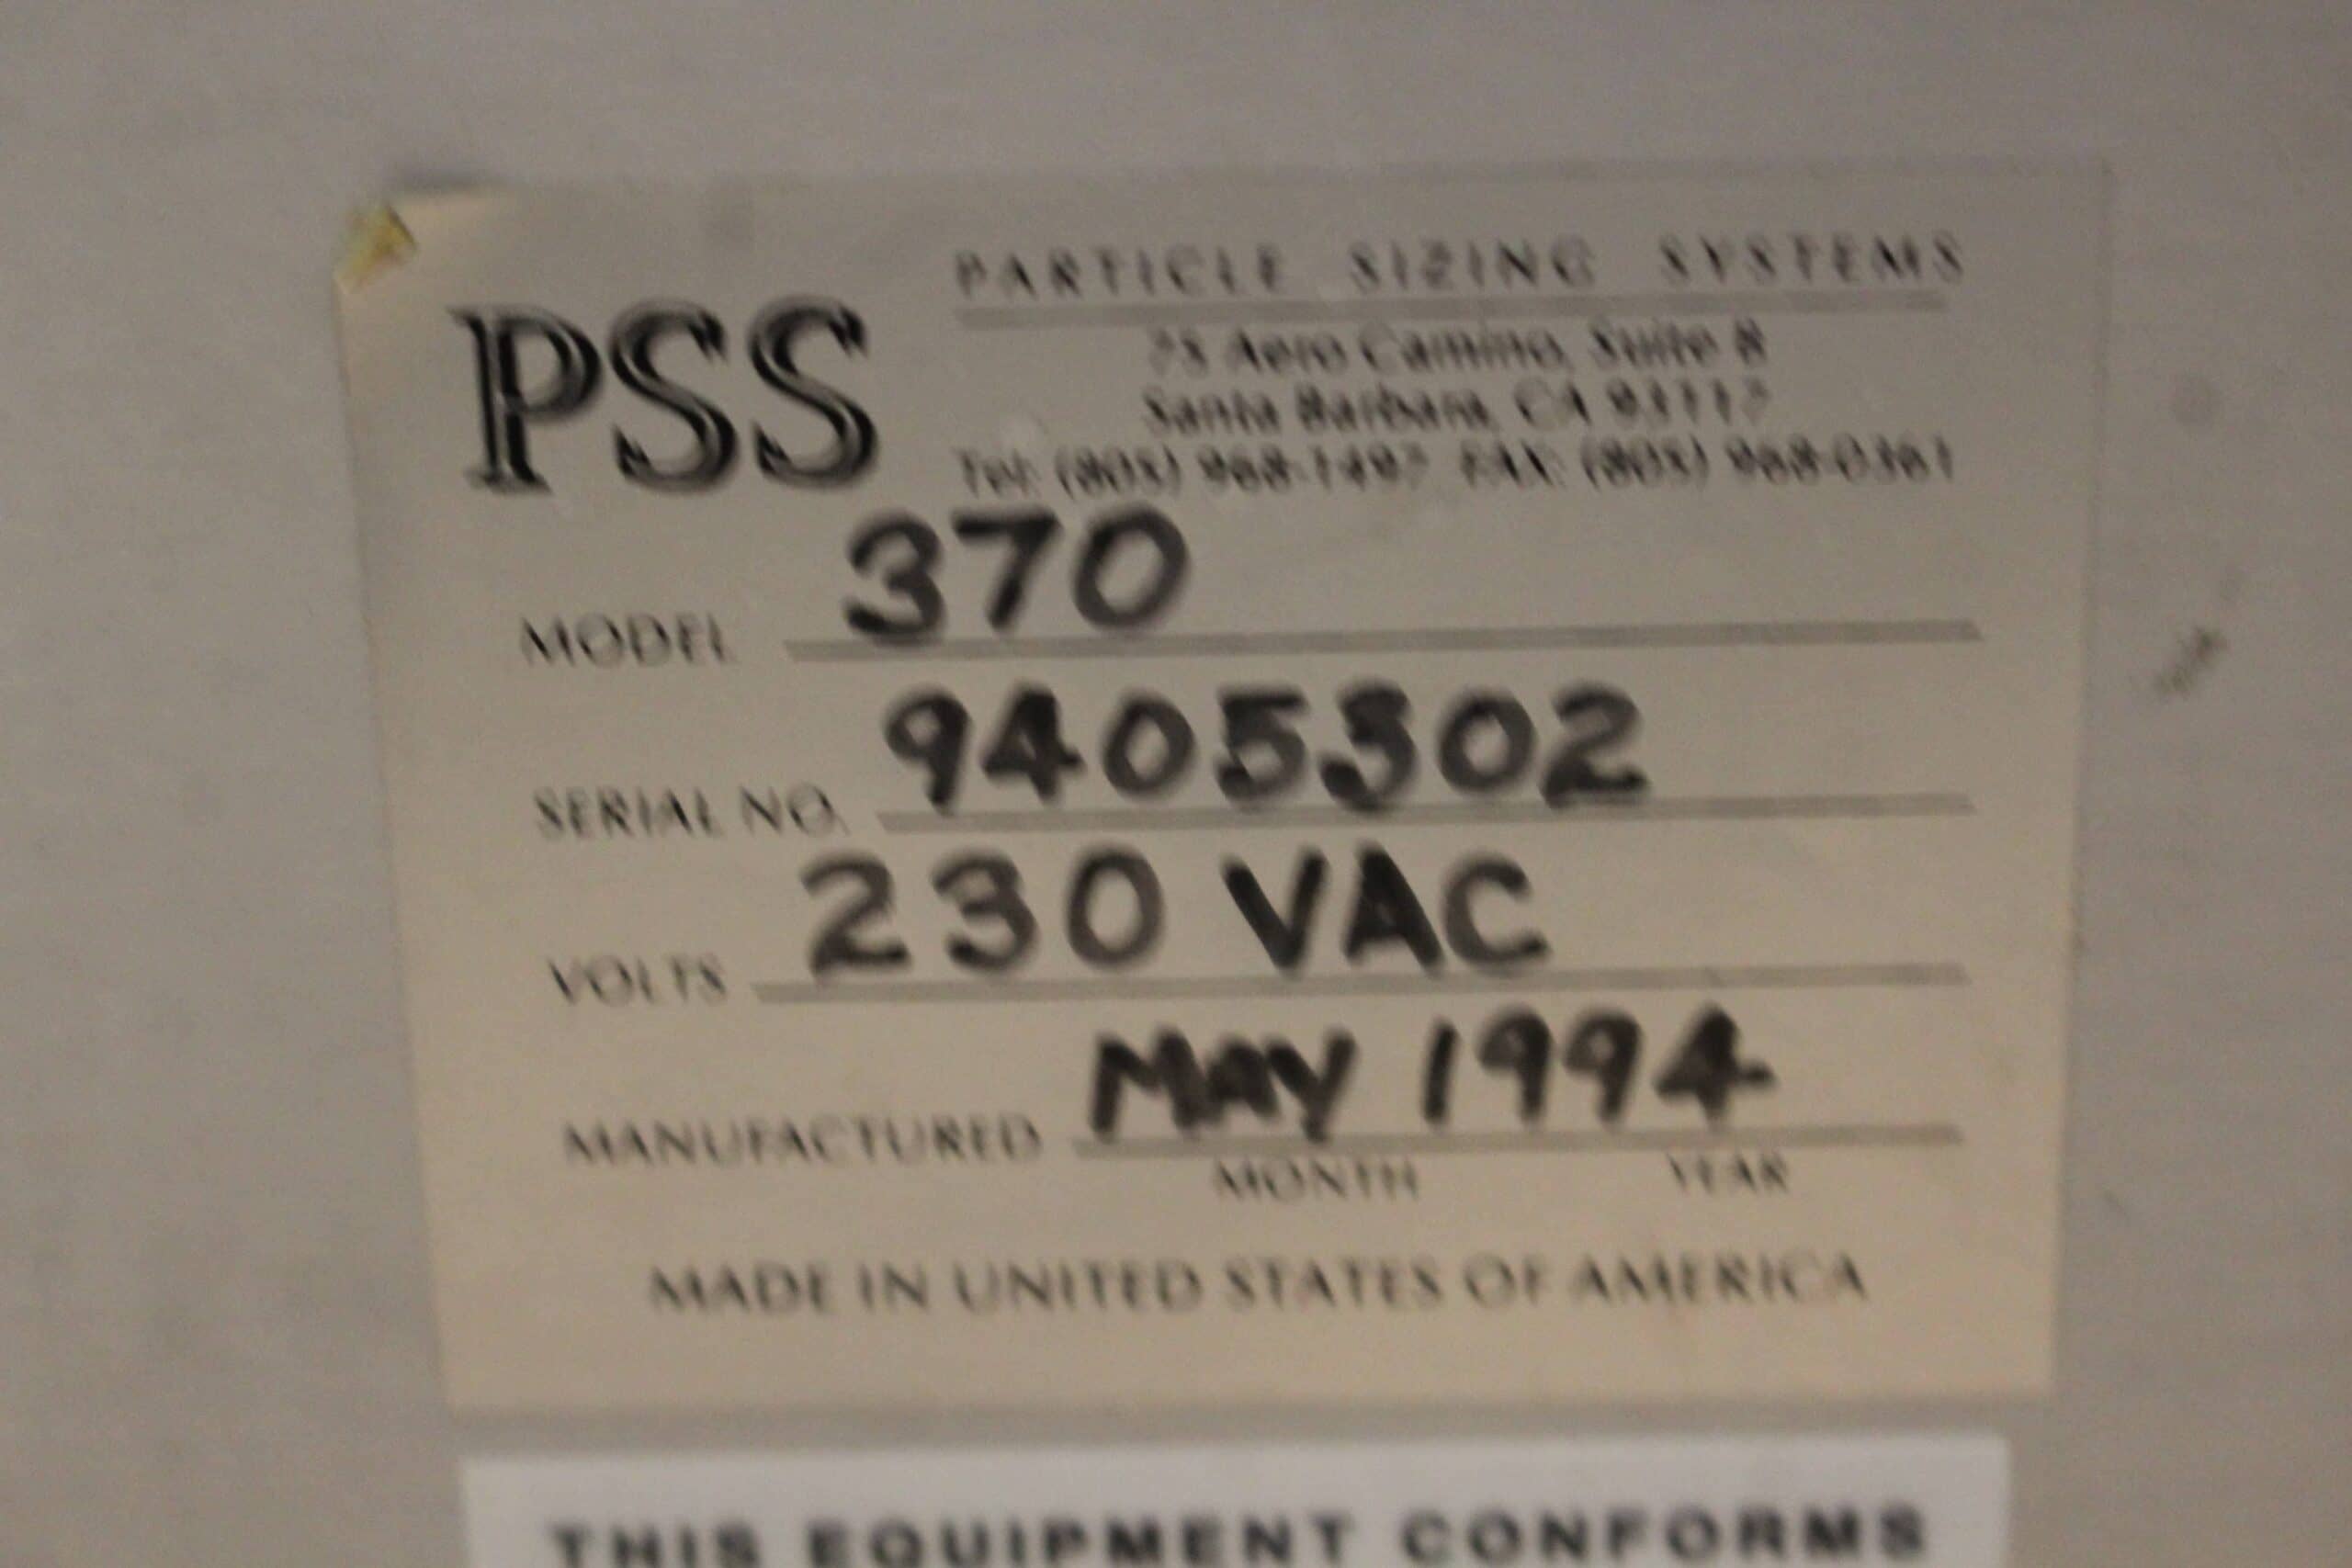 PSS
PARTICLE SIZING SYSTEMS
75 Aero Camino, Suite B
Santa Barbara, CA 93117
Tel: (805) 968-1497 FAX: (805) 968-0361
MODEL 370
SERIAL NO. 9405302
VOLTS 230 VAC
MANUFACTURED MAY 1994
MONTH YEAR
MADE IN UNITED STATES OF AMERICA
THIS EQUIPMENT CONFORMS